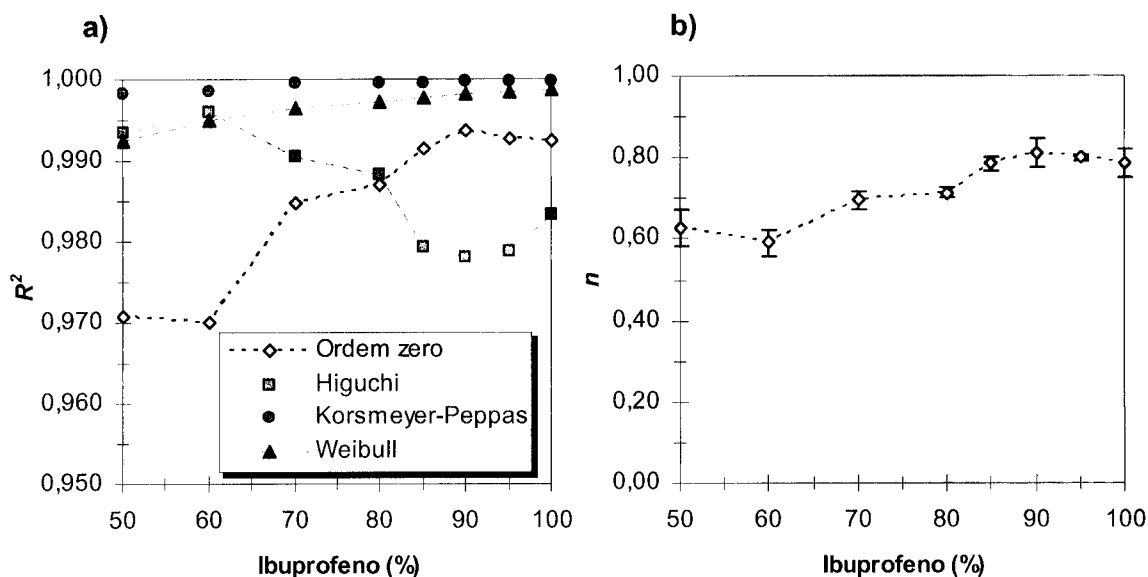 a)
1,000
0,990
0,980
0,970
0,960
0,950
R²
50 60 70 80 90 100
Ibuprofeno (%)
Ordem zero
Higuchi
Korsmeyer-Peppas
Weibull
b)
1,00
0,80
0,60
0,40
0,20
0,00
n
50 60 70 80 90 100
Ibuprofeno (%)